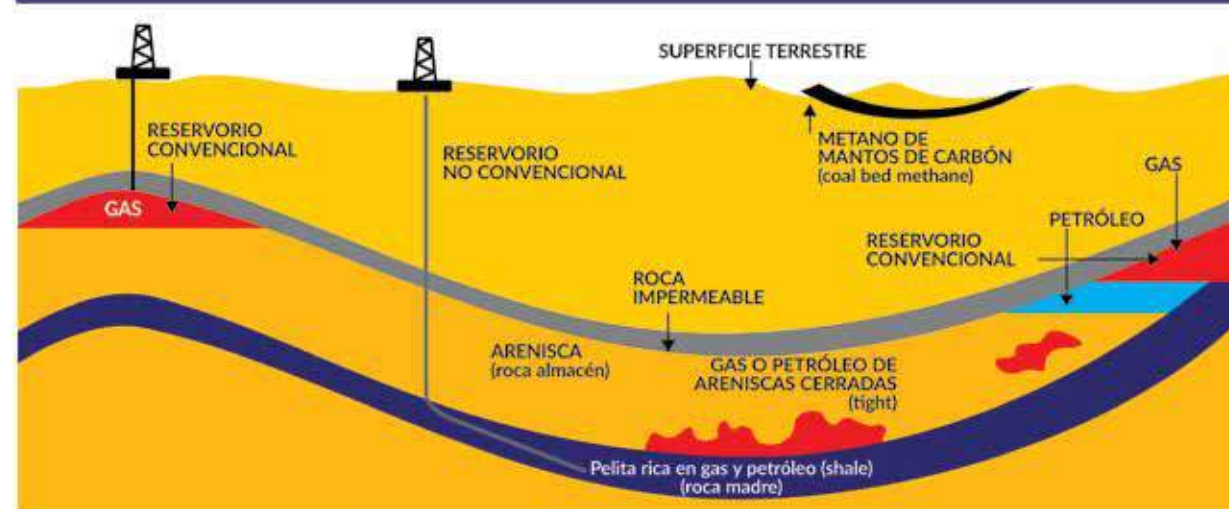 SUPERFICIE TERRESTRE
RESERVORIO
CONVENCIONAL
GAS
RESERVORIO
NO CONVENCIONAL
METANO DE
MANTOS DE CARBÓN
(coal bed methane)
GAS
PETRÓLEO
RESERVORIO
CONVENCIONAL
ROCA
IMPERMEABLE
ARENISCA
(roca almacén)
GAS O PETRÓLEO DE
ARENISCAS CERRADAS
(tight)
Pelita rica en gas y petróleo (shale)
(roca madre)